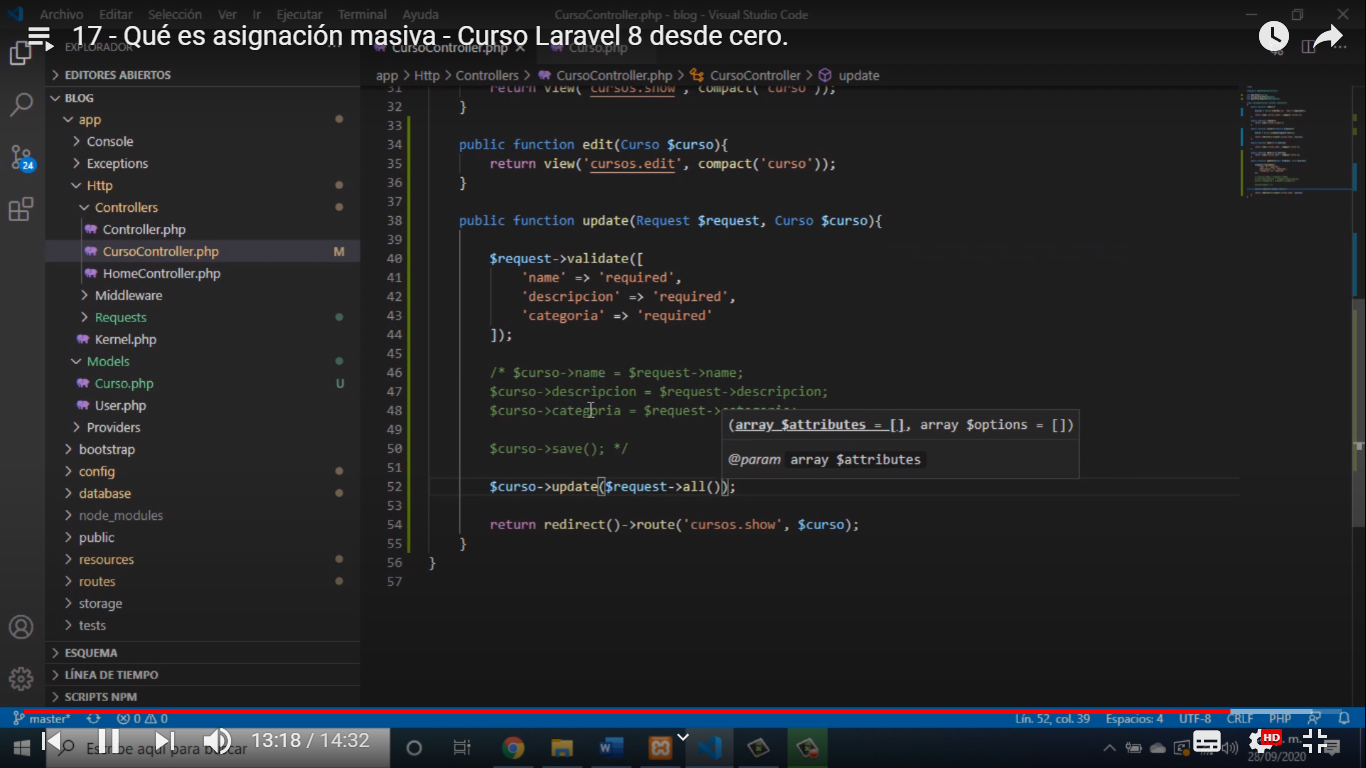 Archivo Editar Selección Ver Ir Ejecutar Terminal Ayuda CursoController.php - blog - Visual Studio Code
17 - Qué es asignación masiva - Curso Laravel 8 desde cero.
EXPLORADOR
CursoController.php
Curso.php
EDITORES ABIERTOS
app > Http > Controllers > CursoController.php > CursoController > update
BLOG
app
Console
Exceptions
Http
Controllers
Controller.php
CursoController.php M
HomeController.php
Middleware
Requests
Kernel.php
Models
Curso.php U
User.php
Providers
bootstrap
config
database
node_modules
public
resources
routes
storage
tests
ESQUEMA
LÍNEA DE TIEMPO
SCRIPTS NPM
24
31 return view('cursos.show', compact('curso'));
32 }
33
34 public function edit(Curso $curso){
35 return view('cursos.edit', compact('curso'));
36 }
37
38 public function update(Request $request, Curso $curso){
39
40 $request->validate([
41 'name' => 'required',
42 'descripcion' => 'required',
43 'categoria' => 'required'
44 ]);
45
46 /* $curso->name = $request->name;
47 $curso->descripcion = $request->descripcion;
48 $curso->categoria = $request->
49
50 $curso->save(); */
51
52 $curso->update($request->all());
53
54 return redirect()->route('cursos.show', $curso);
55 }
56 }
57
(array $attributes = [], array $options = [])
@param array $attributes
master* 0 0 Lín. 52, col. 39 Espacios: 4 UTF-8 CRLF PHP
Escribe aquí para buscar
13:18 / 14:32
HD
m.
28/09/2020